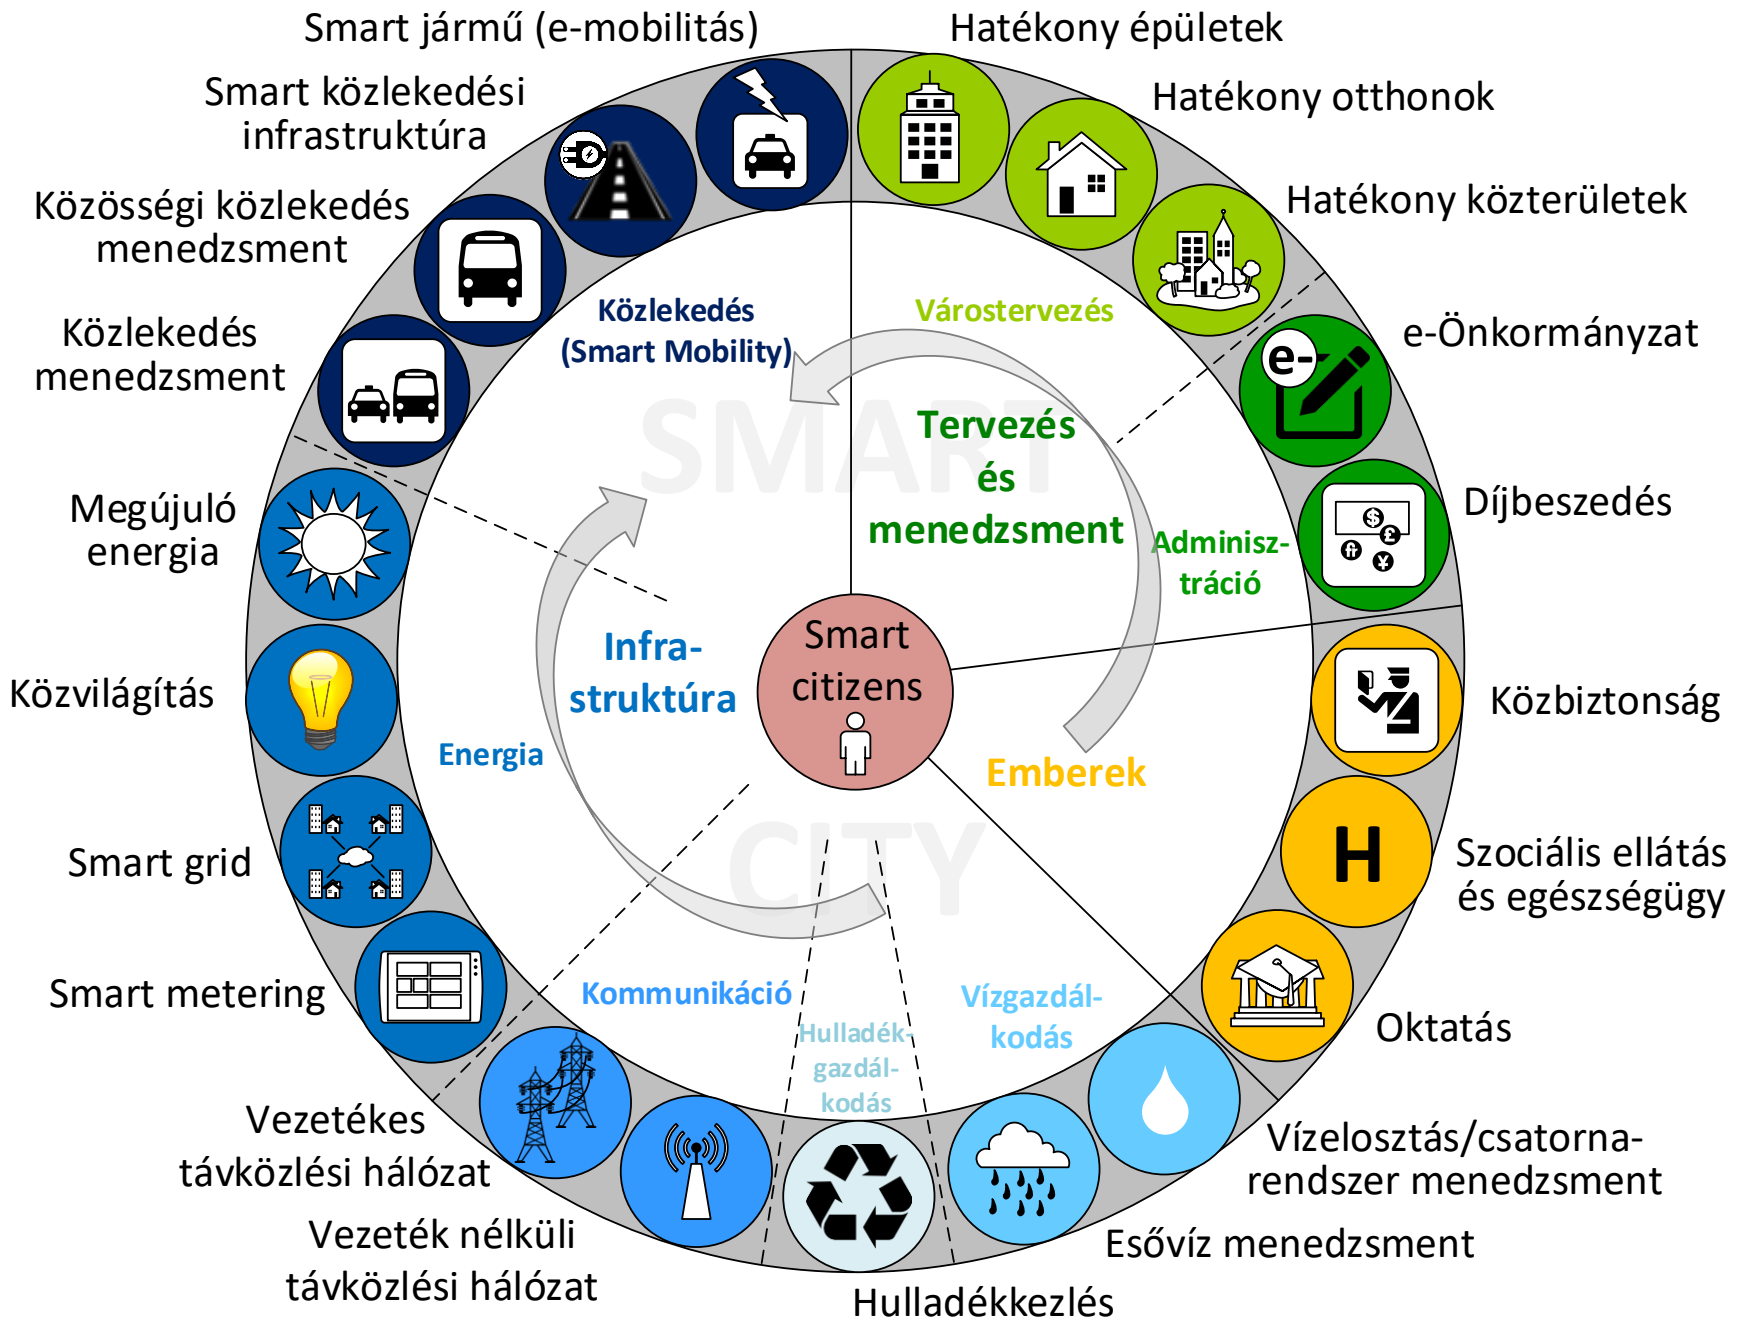 Smart jármű (e-mobilitás)
Hatékony épületek
Smart közlekedési
infrastruktúra
Hatékony otthonok
Közösségi közlekedés
menedzsment
Hatékony közterületek
Közlekedés
menedzsment
e-Önkormányzat
e-
Díjbeszedés
Megújuló
energia
Közbiztonság
Közvilágítás
Szociális ellátás
és egészségügy
H
Smart grid
Oktatás
Smart metering
Vízelosztás/csatorna-
rendszer menedzsment
Vezetékes
távközlési hálózat
Esővíz menedzsment
Vezeték nélküli
távközlési hálózat
Hulladékkezlés
Közlekedés
(Smart Mobility)
Várostervezés
SMART
CITY
Tervezés
és
menedzsment
Adminisz-
tráció
Infra-
struktúra
Smart
citizens
Energia
Emberek
Kommunikáció
Hulladék-
gazdál-
kodás
Vízgazdál-
kodás
$
£
¥